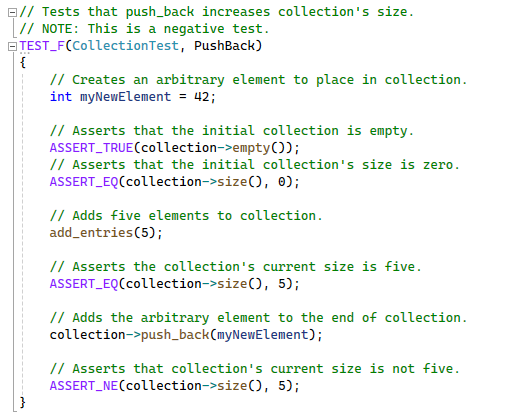 // Tests that push_back increases collection's size.
// NOTE: This is a negative test.
TEST_F(CollectionTest, PushBack)
{
// Creates an arbitrary element to place in collection.
int myNewElement = 42;
// Asserts that the initial collection is empty.
ASSERT_TRUE(collection->empty());
// Asserts that the initial collection's size is zero.
ASSERT_EQ(collection->size(), 0);
// Adds five elements to collection.
add_entries(5);
// Asserts the collection's current size is five.
ASSERT_EQ(collection->size(), 5);
// Adds the arbitrary element to the end of collection.
collection->push_back(myNewElement);
// Asserts that collection's current size is not five.
ASSERT_NE(collection->size(), 5);
}